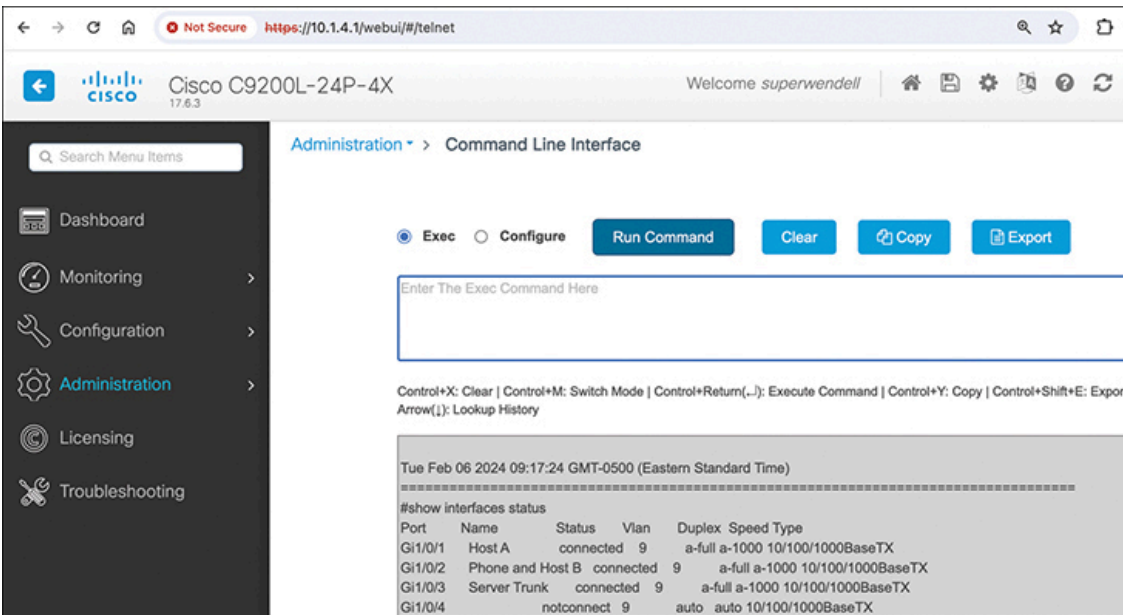 Not Secure https://10.1.4.1/webui/#/telnet
CISCO
Cisco C9200L-24P-4X
17.6.3
Welcome superwendell
Search Menu Items
Dashboard
Monitoring
Configuration
Administration
Licensing
Troubleshooting
Administration > Command Line Interface
Exec Configure Run Command Clear Copy Export
Enter The Exec Command Here
Control+X: Clear | Control+M: Switch Mode | Control+Return(↵): Execute Command | Control+Y: Copy | Control+Shift+E: Expor
Arrow(↓): Lookup History
Tue Feb 06 2024 09:17:24 GMT-0500 (Eastern Standard Time)
=========================================================================================
#show interfaces status
Port Name Status Vlan Duplex Speed Type
Gi1/0/1 Host A connected 9 a-full a-1000 10/100/1000BaseTX
Gi1/0/2 Phone and Host B connected 9 a-full a-1000 10/100/1000BaseTX
Gi1/0/3 Server Trunk connected 9 a-full a-1000 10/100/1000BaseTX
Gi1/0/4 notconnect 9 auto auto 10/100/1000BaseTX